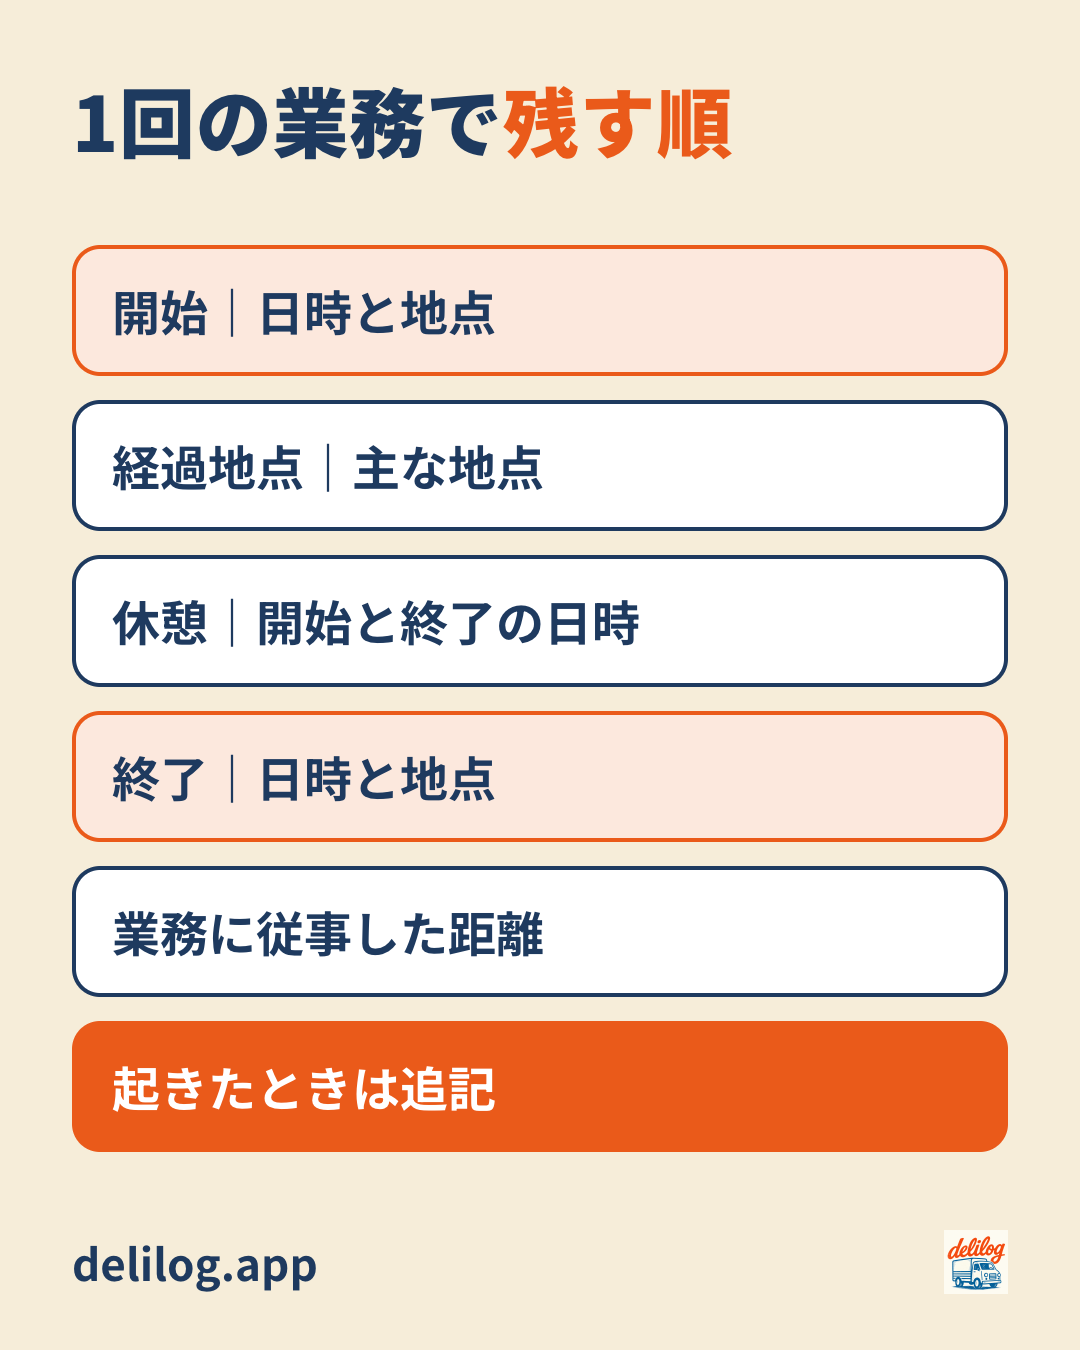 1回の業務で残す順
開始｜日時と地点
経過地点｜主な地点
休憩｜開始と終了の日時
終了｜日時と地点
業務に従事した距離
起きたときは追記
delilog.app
delilog